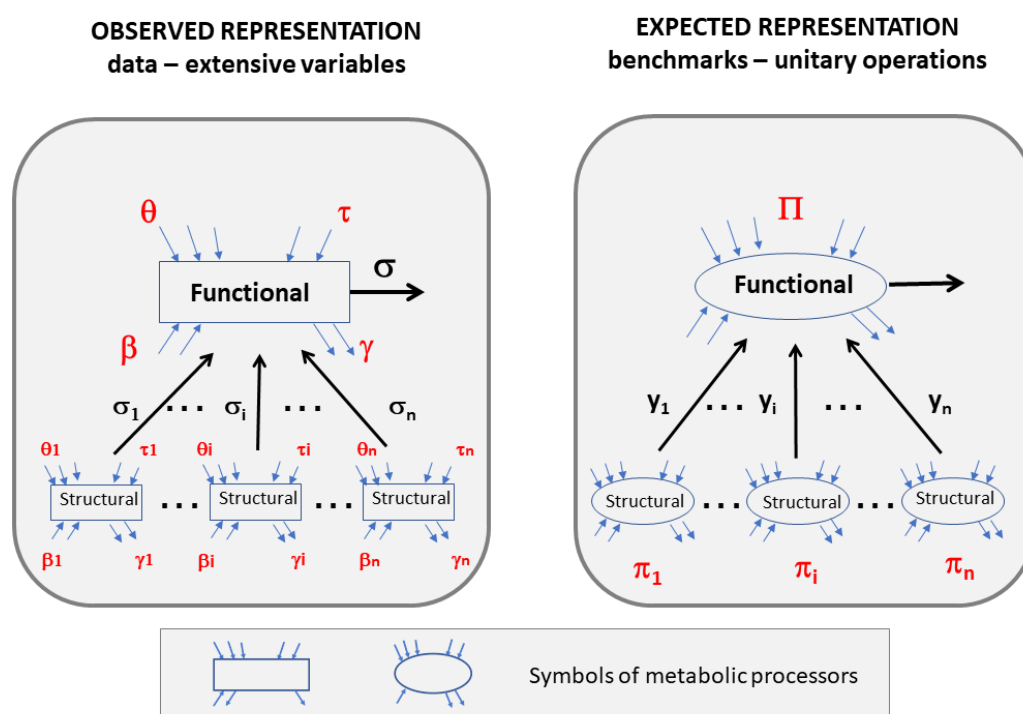 OBSERVED REPRESENTATION
data – extensive variables
θ τ
Functional
σ
β γ
σ1 ... σi ... σn
θ1 τ1 θi τi θn τn
Structural ... Structural ... Structural
β1 γ1 βi γi βn γn
EXPECTED REPRESENTATION
benchmarks – unitary operations
Π
Functional
y1 ... yi ... yn
Structural ... Structural ... Structural
π1 πi πn
Symbols of metabolic processors